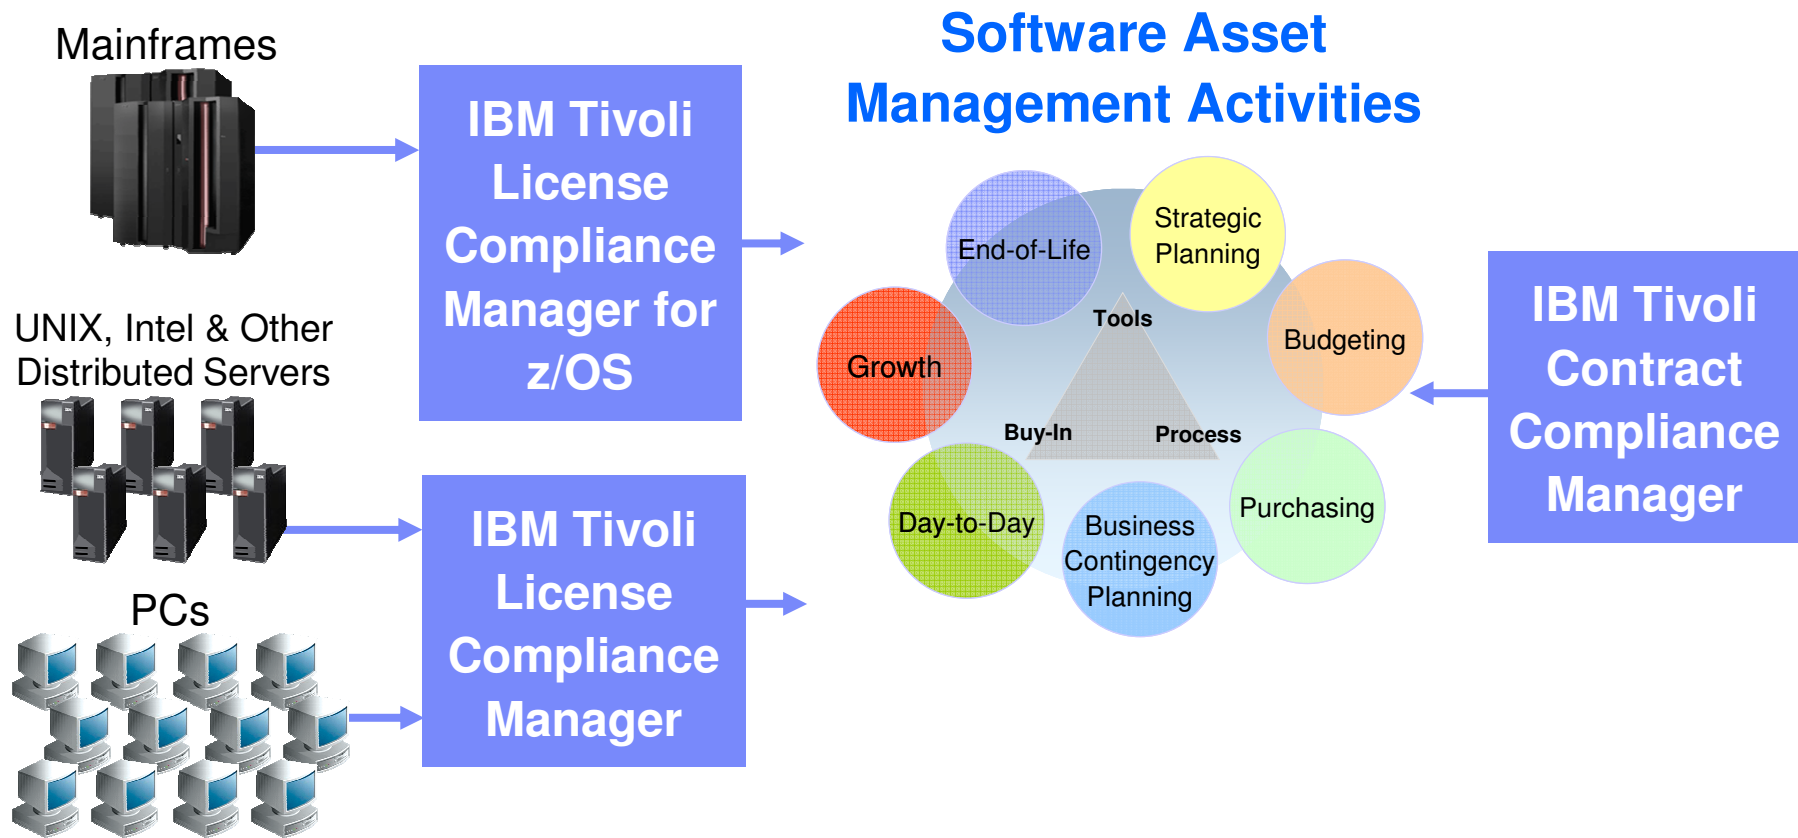 Mainframes
IBM Tivoli
License
Compliance
Manager for
z/OS
UNIX, Intel & Other
Distributed Servers
IBM Tivoli
License
Compliance
Manager
PCs
Software Asset
Management Activities
End-of-Life
Strategic
Planning
Budgeting
Purchasing
Business
Contingency
Planning
Day-to-Day
Growth
Tools
Buy-In
Process
IBM Tivoli
Contract
Compliance
Manager